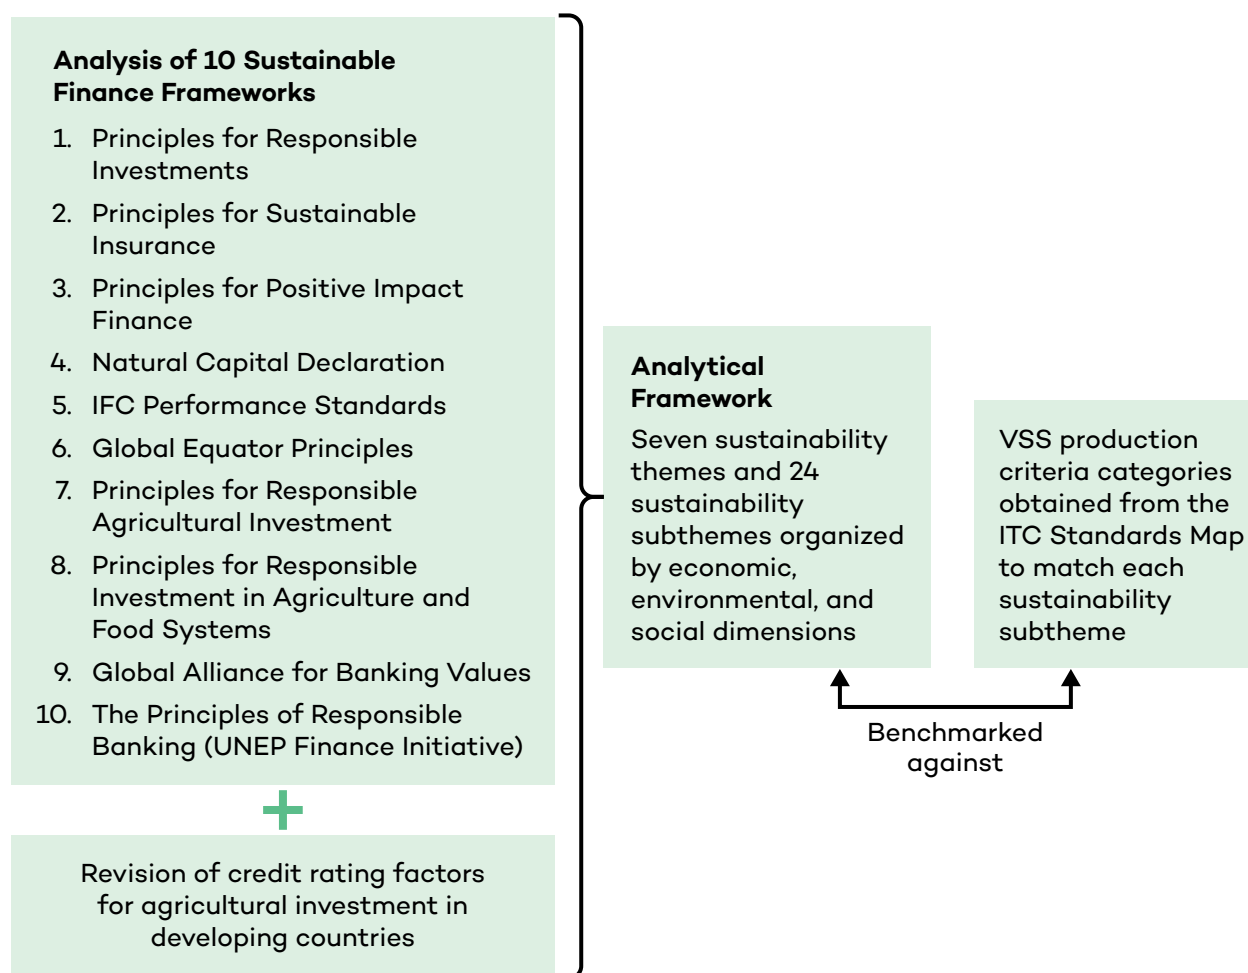 Analysis of 10 Sustainable
Finance Frameworks
1. Principles for Responsible
Investments
2. Principles for Sustainable
Insurance
3. Principles for Positive Impact
Finance
4. Natural Capital Declaration
5. IFC Performance Standards
6. Global Equator Principles
7. Principles for Responsible
Agricultural Investment
8. Principles for Responsible
Investment in Agriculture and
Food Systems
9. Global Alliance for Banking Values
10. The Principles of Responsible
Banking (UNEP Finance Initiative)
+
Revision of credit rating factors
for agricultural investment in
developing countries
Analytical
Framework
Seven sustainability
themes and 24
sustainability
subthemes organized
by economic,
environmental, and
social dimensions
VSS production
criteria categories
obtained from the
ITC Standards Map
to match each
sustainability
subtheme
Benchmarked
against